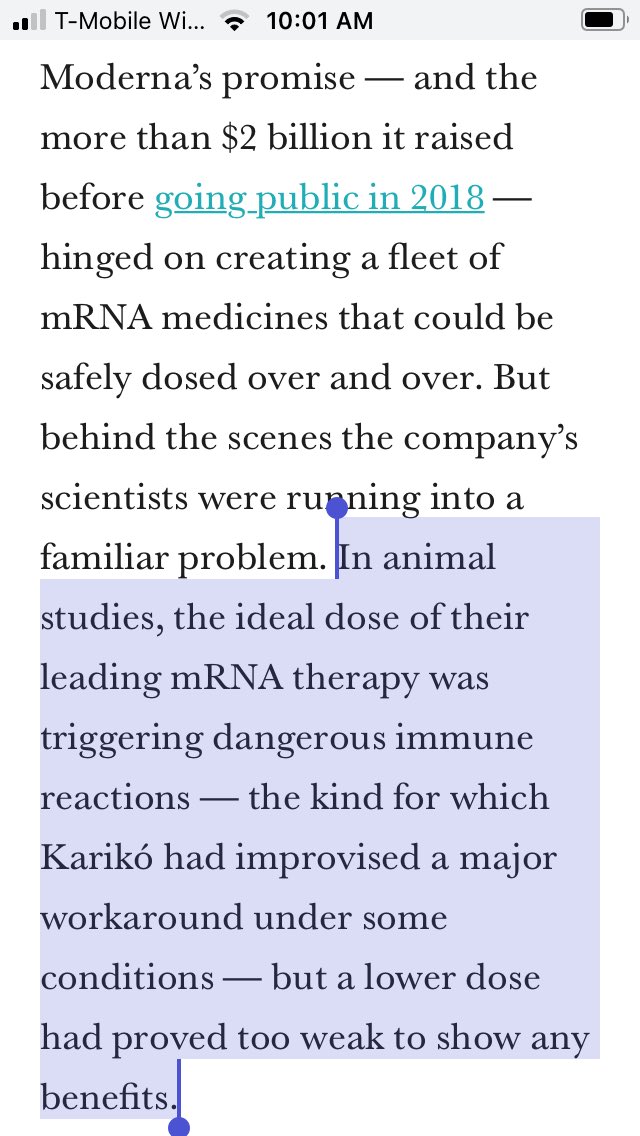 T-Mobile Wi... 10:01 AM
Moderna’s promise — and the
more than $2 billion it raised
before going public in 2018 —
hinged on creating a fleet of
mRNA medicines that could be
safely dosed over and over. But
behind the scenes the company’s
scientists were running into a
familiar problem. In animal
studies, the ideal dose of their
leading mRNA therapy was
triggering dangerous immune
reactions — the kind for which
Karikó had improvised a major
workaround under some
conditions — but a lower dose
had proved too weak to show any
benefits.